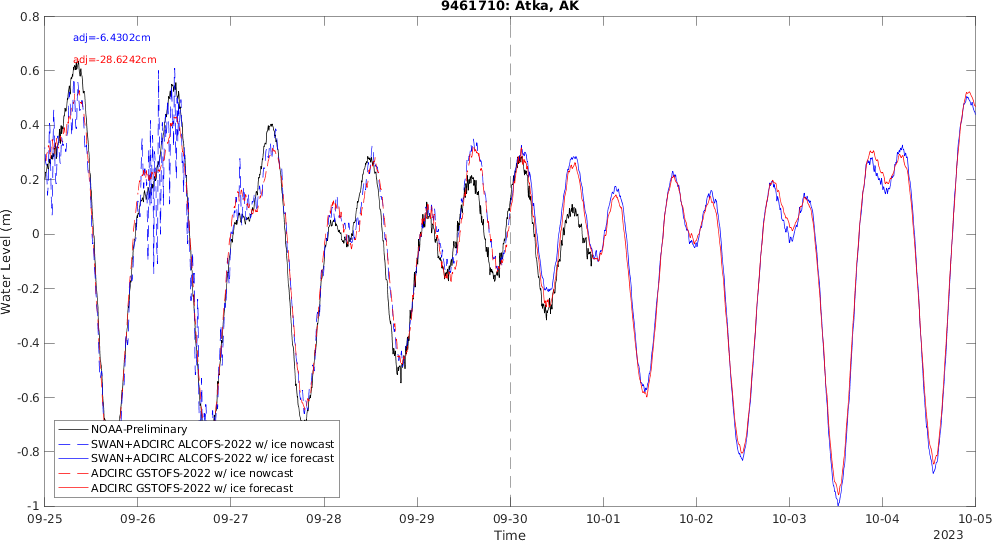 9461710: Atka, AK
adj=-6.4302cm
adj=-28.6242cm
Water Level (m)
0.8
0.6
0.4
0.2
0
-0.2
-0.4
-0.6
-0.8
-1
NOAA-Preliminary
SWAN+ADCIRC ALCOFS-2022 w/ ice nowcast
SWAN+ADCIRC ALCOFS-2022 w/ ice forecast
ADCIRC GSTOFS-2022 w/ ice nowcast
ADCIRC GSTOFS-2022 w/ ice forecast
09-25 09-26 09-27 09-28 09-29 09-30 10-01 10-02 10-03 10-04 10-05
Time
2023